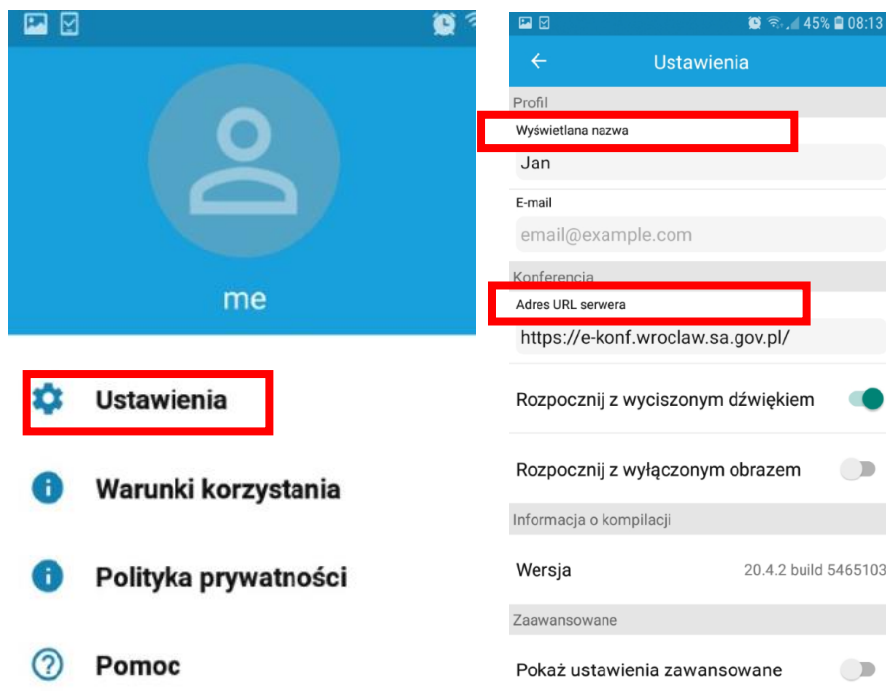 me
Ustawienia
Warunki korzystania
Polityka prywatności
Pomoc
45% 08:13
Ustawienia
Profil
Wyświetlana nazwa
Jan
E-mail
email@example.com
Konferencja
Adres URL serwera
https://e-konf.wroclaw.sa.gov.pl/
Rozpocznij z wyciszonym dźwiękiem
Rozpocznij z wyłączonym obrazem
Informacja o kompilacji
Wersja 20.4.2 build 5465103
Zaawansowane
Pokaż ustawienia zawansowane